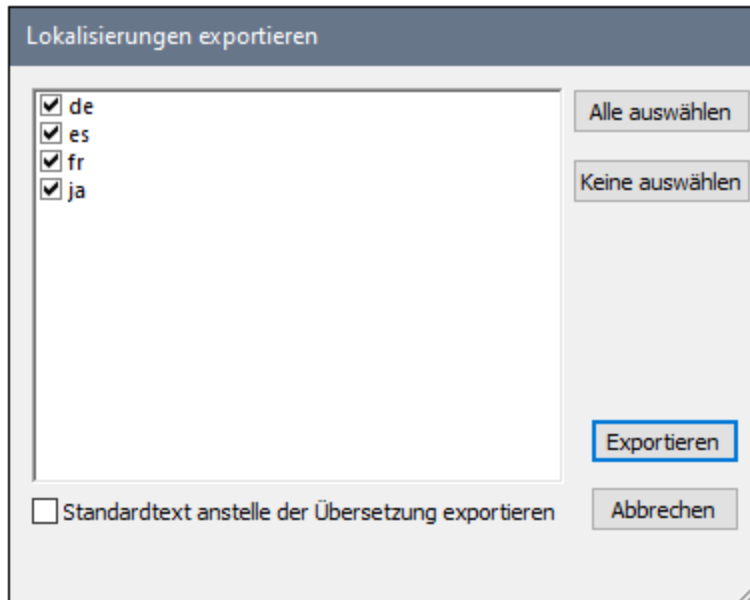 Lokalisierungen exportieren
de
es
fr
ja
Alle auswählen
Keine auswählen
Exportieren
Standardtext anstelle der Übersetzung exportieren
Abbrechen